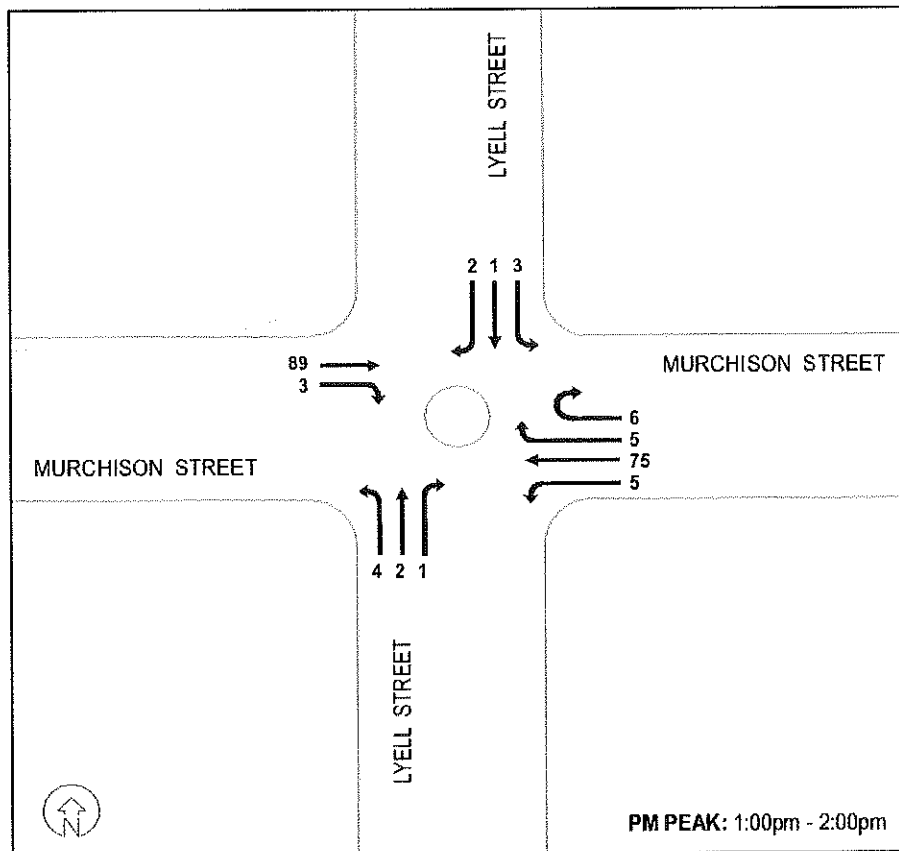 LYELL STREET
2 1 3
89
3
MURCHISON STREET
6
5
75
5
MURCHISON STREET
4 2 1
LYELL STREET
N
PM PEAK: 1:00pm - 2:00pm